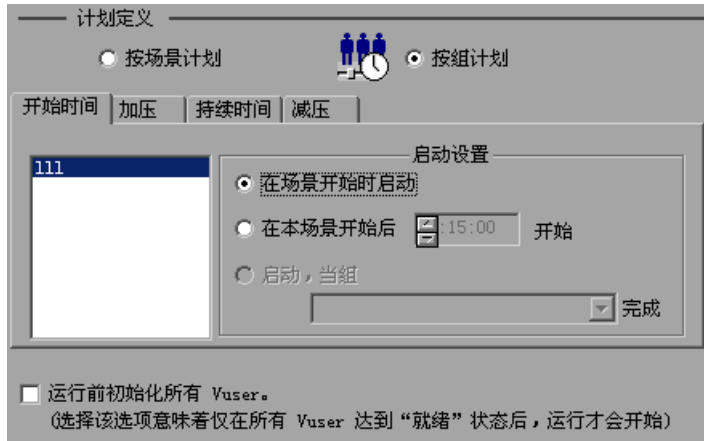 计划定义
按场景计划 按组计划
开始时间 加压 持续时间 减压
111 启动设置
在场景开始时启动
在本场景开始后 :15:00 开始
启动，当组
完成
运行前初始化所有 Vuser。
(选择该选项意味着仅在所有 Vuser 达到“就绪”状态后，运行才会开始)